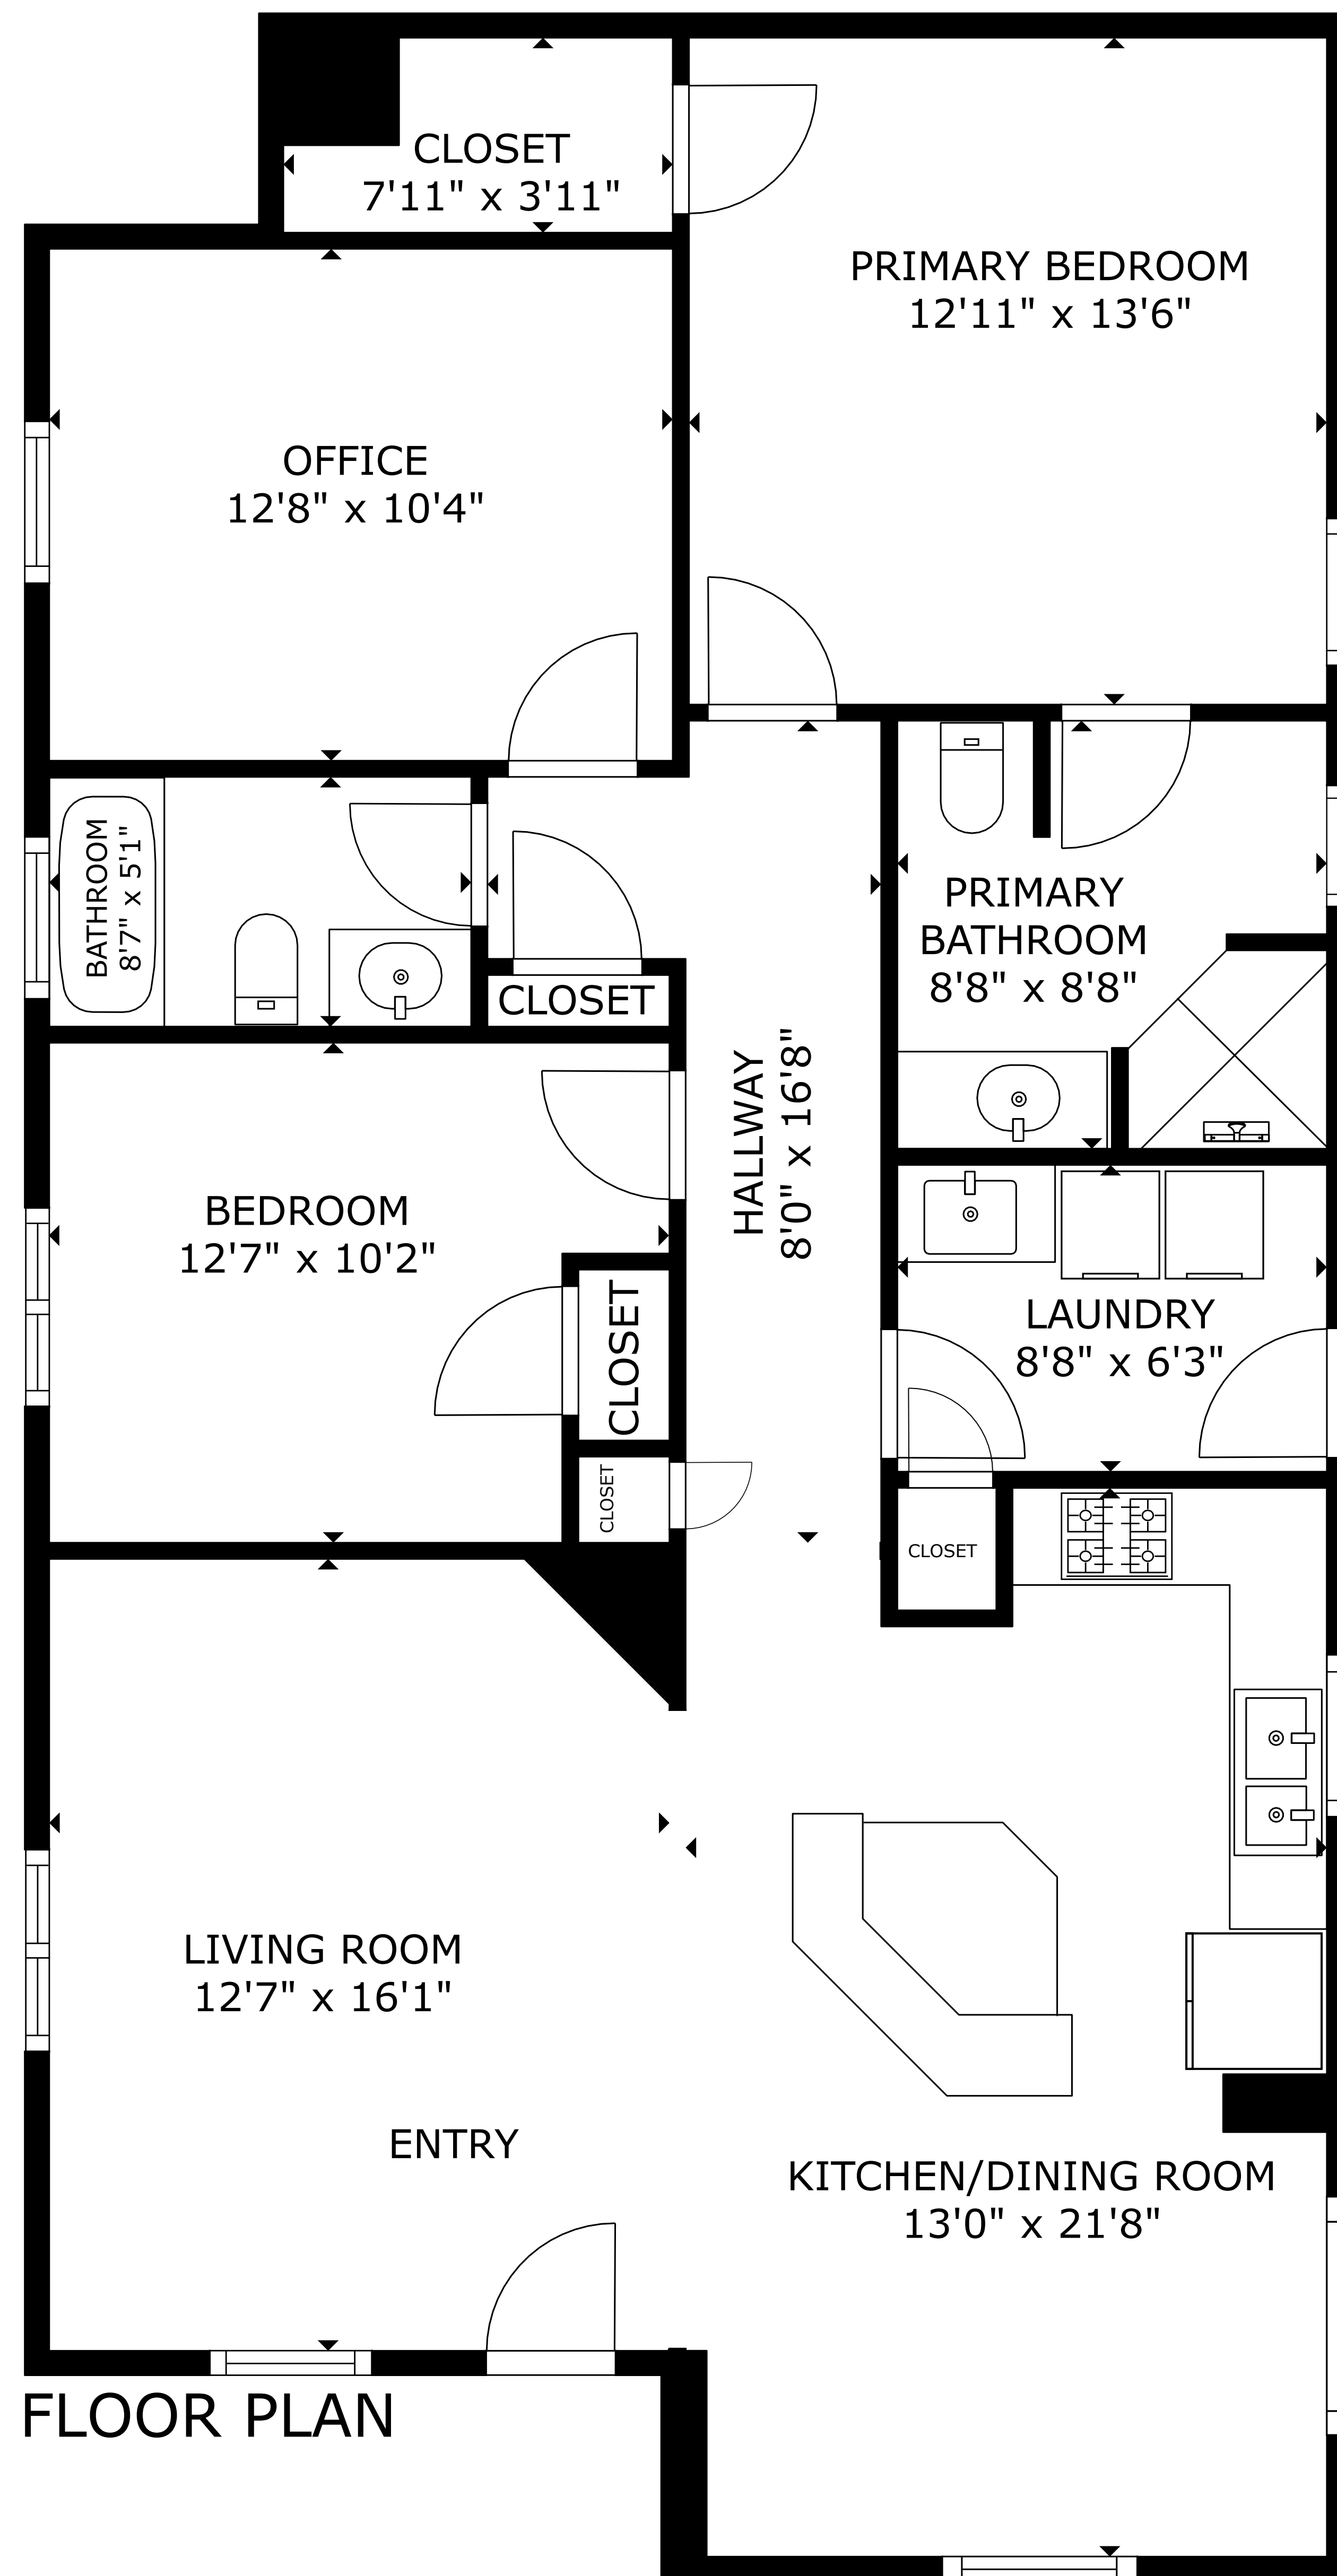 CLOSET
7'11" x 3'11"
PRIMARY BEDROOM
12'11" x 13'6"
OFFICE
12'8" x 10'4"
BATHROOM
8'7" x 5'1"
PRIMARY
BATHROOM
8'8" x 8'8"
CLOSET
HALLWAY
8'0" x 16'8"
BEDROOM
12'7" x 10'2"
CLOSET
LAUNDRY
8'8" x 6'3"
CLOSET
CLOSET
LIVING ROOM
12'7" x 16'1"
ENTRY
KITCHEN/DINING ROOM
13'0" x 21'8"
FLOOR PLAN